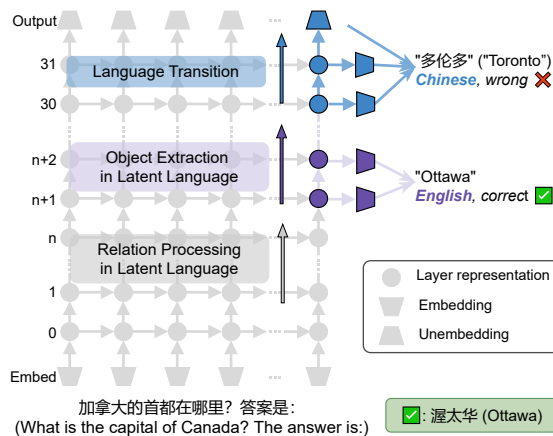 Output
31
30
n+2
n+1
n
1
0
Embed
Language Transition
Object Extraction
in Latent Language
Relation Processing
in Latent Language
"多伦多" ("Toronto")
Chinese, wrong ❌
"Ottawa"
English, correct ✅
Layer representation
Embedding
Unembedding
加拿大的首都在哪里？答案是：
(What is the capital of Canada? The answer is:)
✅: 渥太华 (Ottawa)